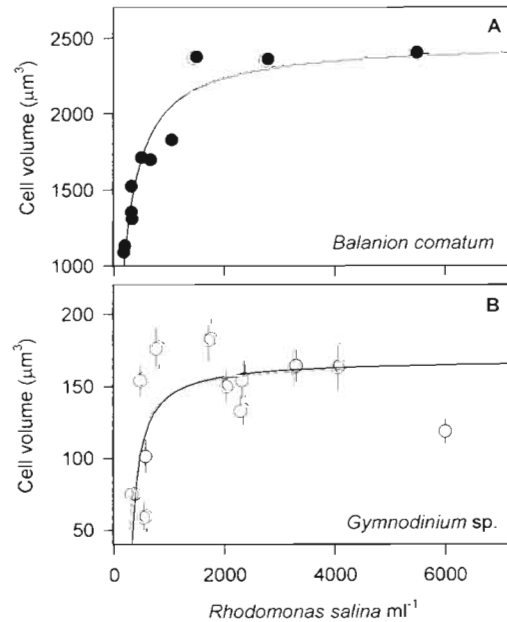 A
2500
2000
1500
1000
Cell volume (μm³)
Balanion comatum
B
200
150
100
50
Cell volume (μm³)
Gymnodinium sp.
0 2000 4000 6000
Rhodomonas salina ml⁻¹